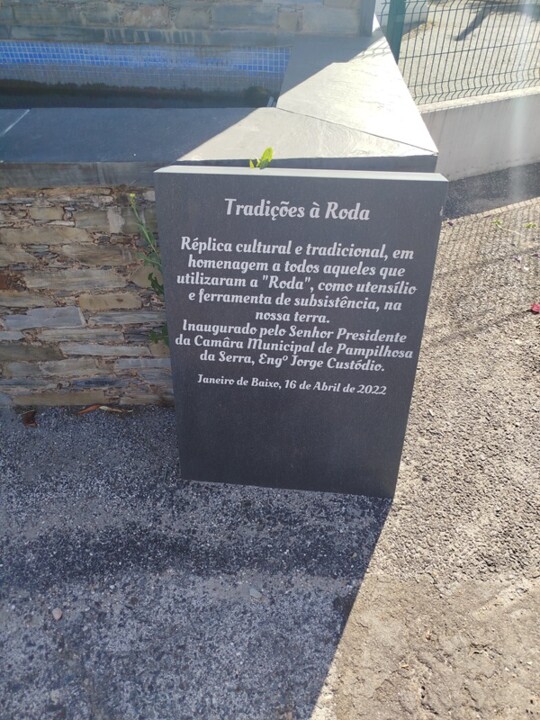 Tradições à Roda
Réplica cultural e tradicional, em
homenagem a todos aqueles que
utilizaram a "Roda", como utensílio
e ferramenta de subsistência, na
nossa terra.
Inaugurado pelo Senhor Presidente
da Camâra Municipal de Pampilhosa
da Serra, Engº Jorge Custódio.
Janeiro de Baixo, 16 de Abril de 2022